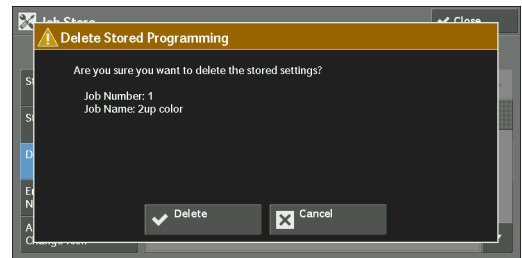 Close
Delete Stored Programming
Are you sure you want to delete the stored settings?
Job Number: 1
Job Name: 2up color
Delete
Cancel